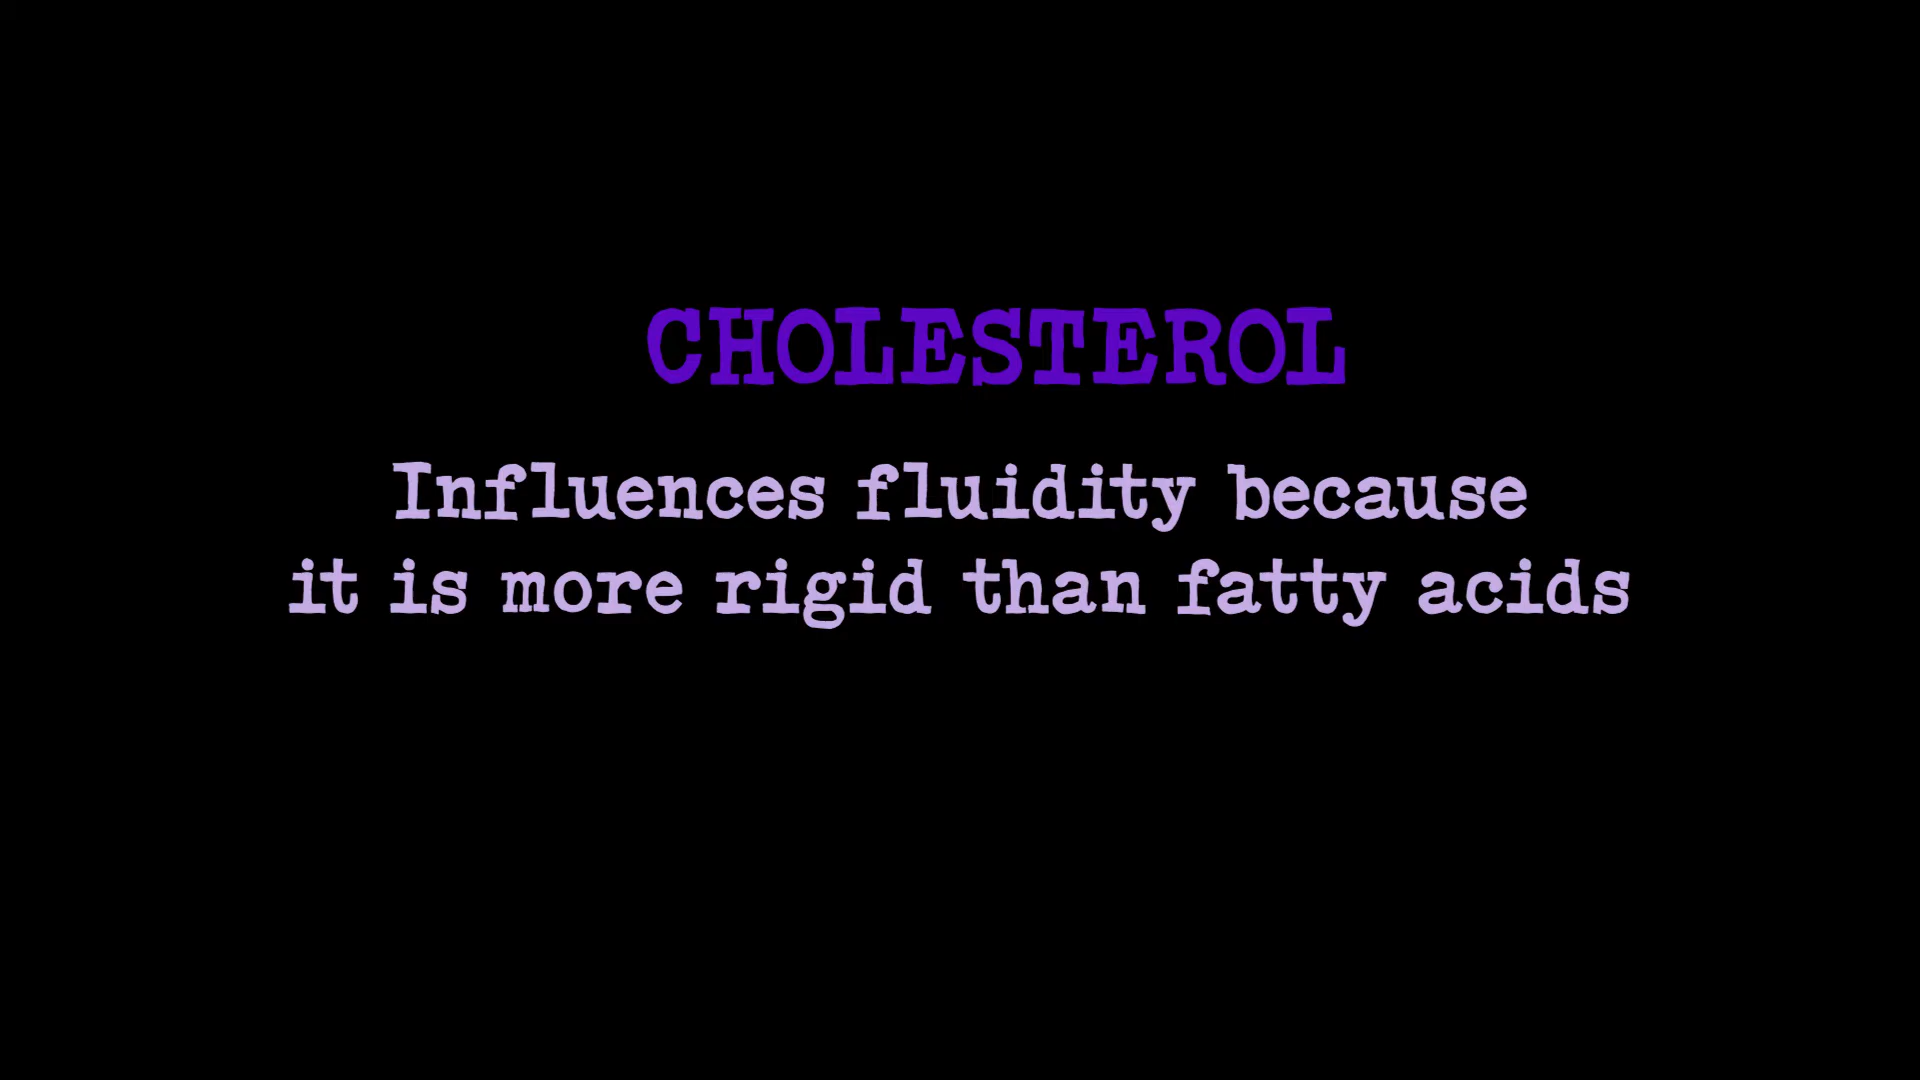 CHOLESTEROL
Influences fluidity because
it is more rigid than fatty acids